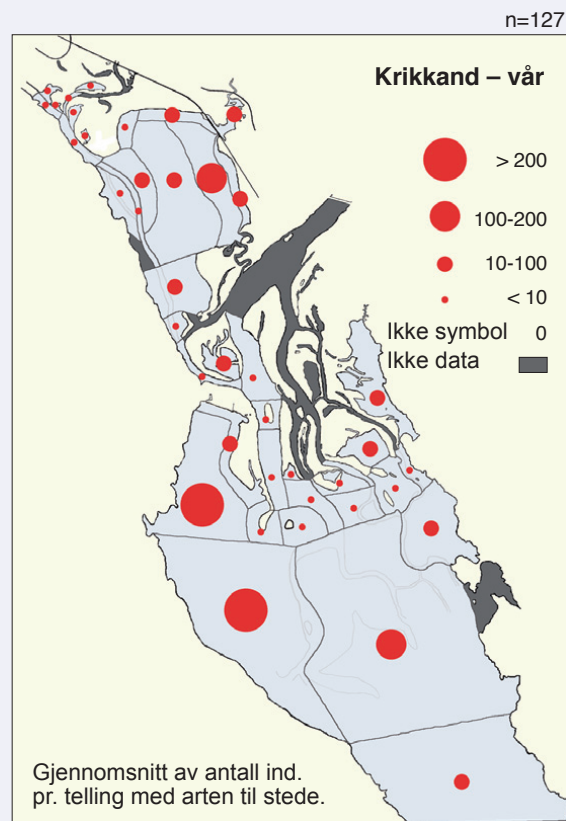 n=127
Krikkand – vår
> 200
100-200
10-100
< 10
Ikke symbol 0
Ikke data
Gjennomsnitt av antall ind.
pr. telling med arten til stede.